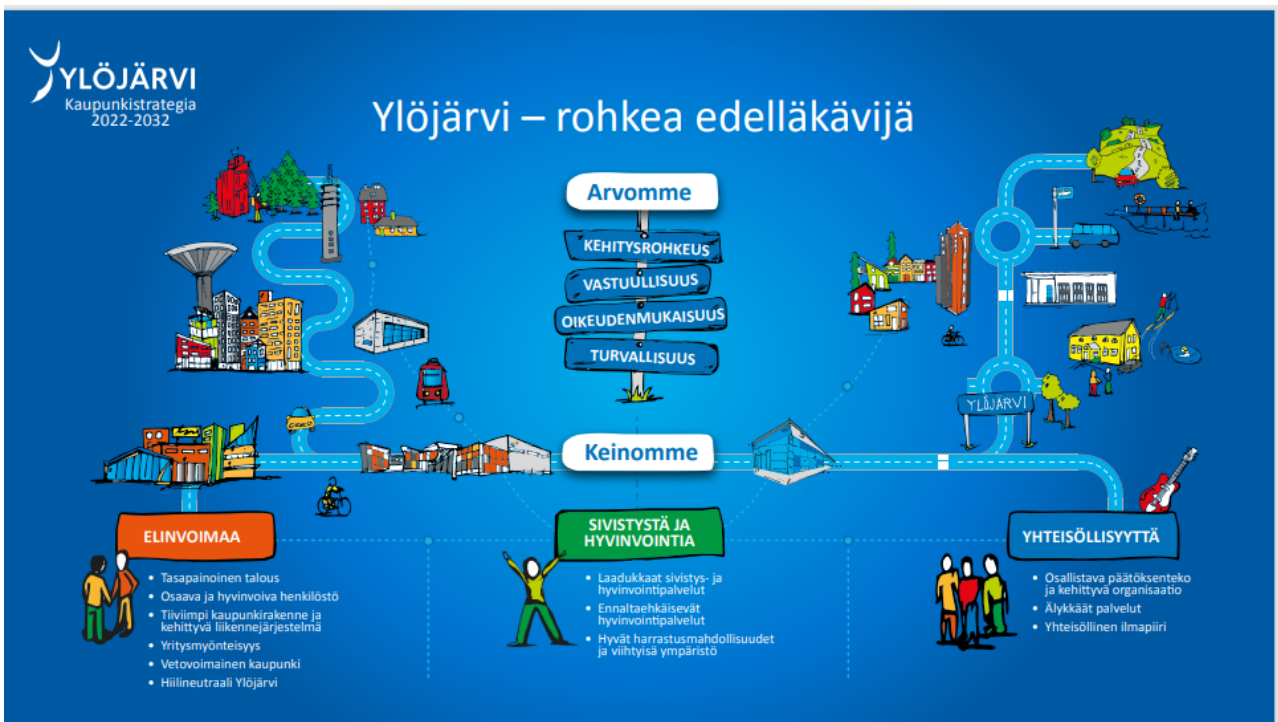 YLÖJÄRVI
Kaupunkistrategia
2022-2032
Ylöjärvi – rohkea edelläkävijä
Arvomme
KEHITYSROHKEUS
VASTUULLISUUS
OIKEUDENMUKAISUUS
TURVALLISUUS
YLÖJÄRVI
Keinomme
ELINVOIMAA
• Tasapainoinen talous
• Osaava ja hyvinvoiva henkilöstö
• Tiiviimpi kaupunkirakenne ja
kehittyvä liikennejärjestelmä
• Yritysmyönteisyys
• Vetovoimainen kaupunki
• Hiilineutraali Ylöjärvi
SIVISTYSTÄ JA
HYVINVOINTIA
• Laadukkaat sivistys- ja
hyvinvointipalvelut
• Ennaltaehkäisevät
hyvinvointipalvelut
• Hyvät harrastusmahdollisuudet
ja viihtyisä ympäristö
YHTEISÖLLISYYTTÄ
• Osallistava päätöksenteko
ja kehittyvä organisaatio
• Älykkäät palvelut
• Yhteisöllinen ilmapiiri